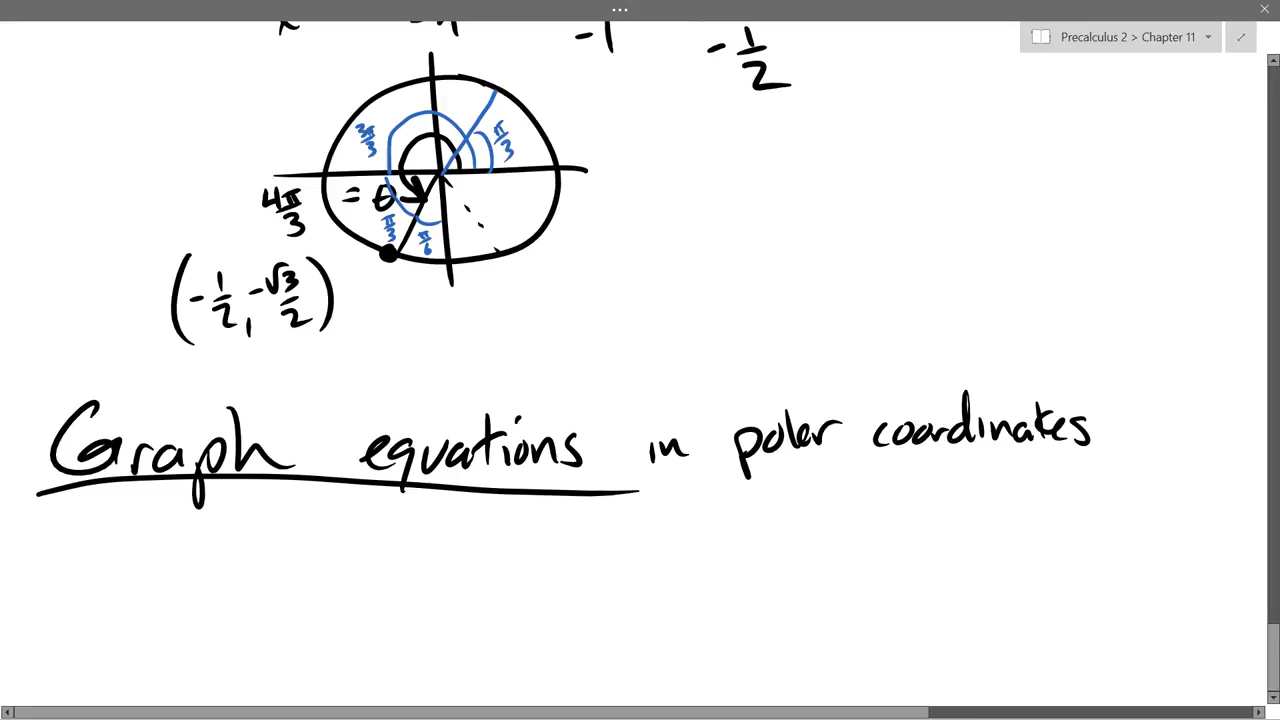 Precalculus 2 > Chapter 11
-1
-1/2
3π/3
π/3
4π/3 = θ
π/3
π/6
(-1/2, -√3/2)
Graph equations in polar coordinates